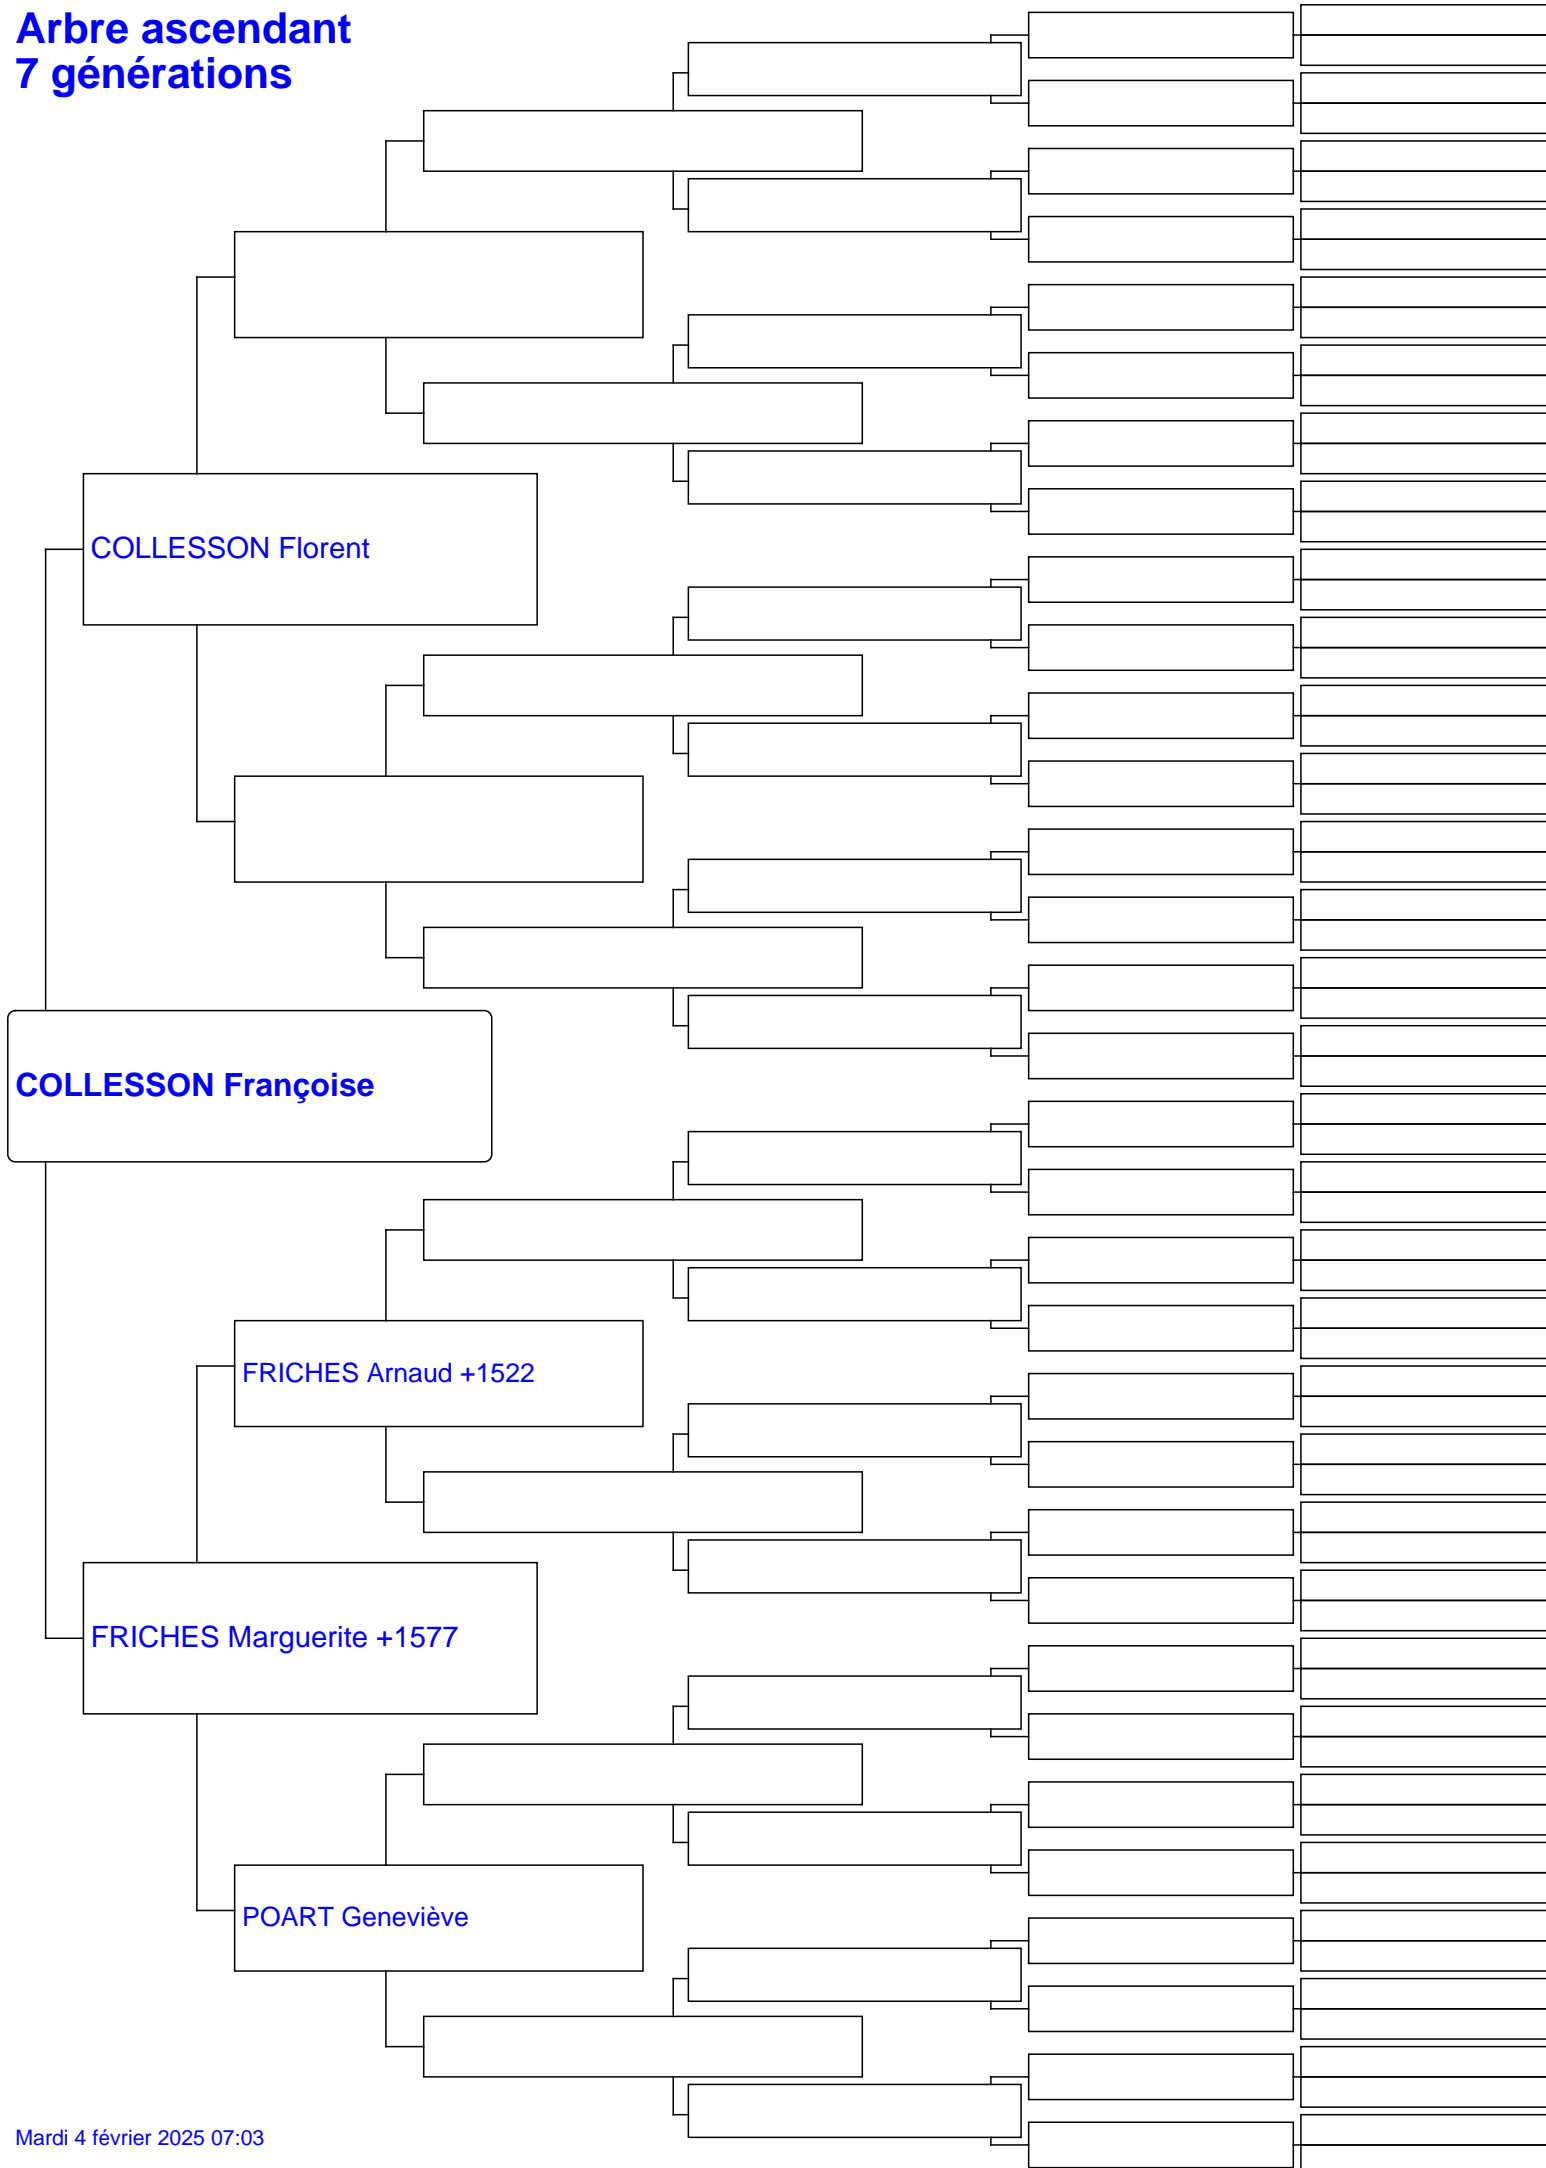 Arbre ascendant
7 générations
COLLESSON Florent
COLLESSON Françoise
FRICHES Arnaud +1522
FRICHES Marguerite +1577
POART Geneviève
Mardi 4 février 2025 07:03